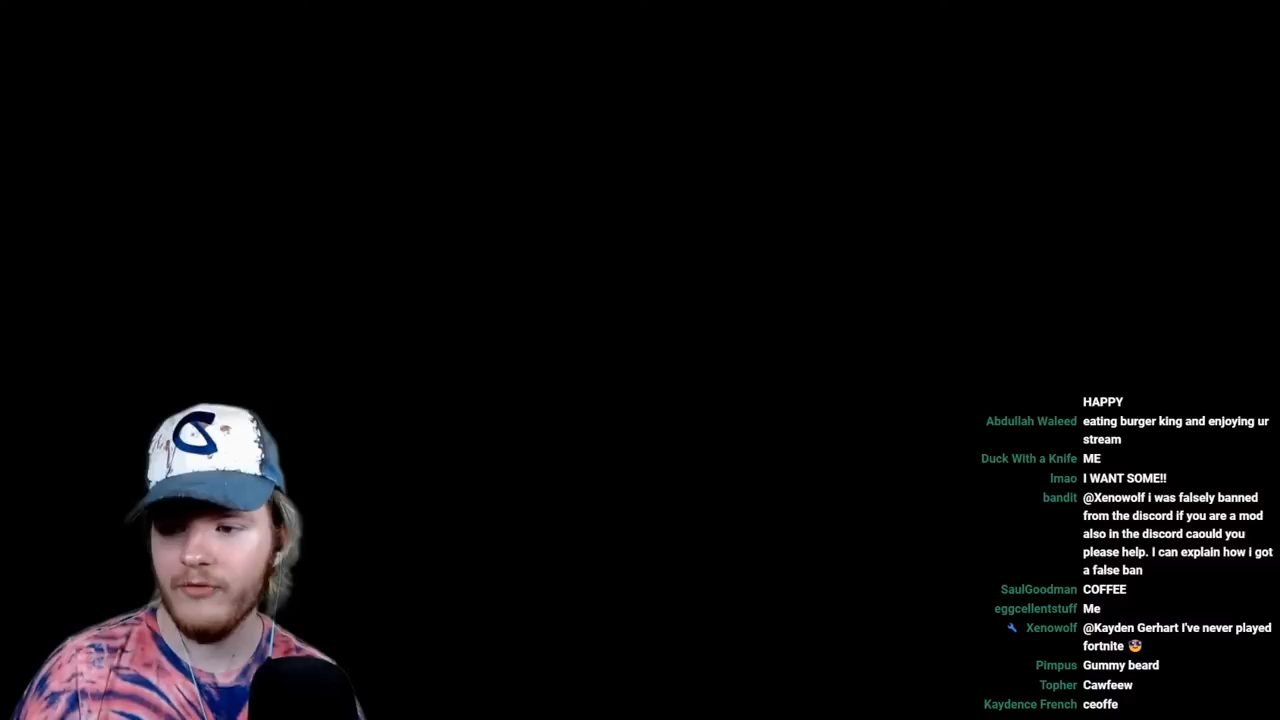 HAPPY
Abdullah Waleed eating burger king and enjoying ur
stream
Duck With a Knife ME
lmao I WANT SOME!!
bandit @Xenowolf i was falsely banned
from the discord if you are a mod
also in the discord caould you
please help. I can explain how i got
a false ban
SaulGoodman COFFEE
eggcellentstuff Me
Xenowolf @Kayden Gerhart I've never played
fortnite 😎
Pimpus Gummy beard
Topher Cawfeew
Kaydence French ceoffe